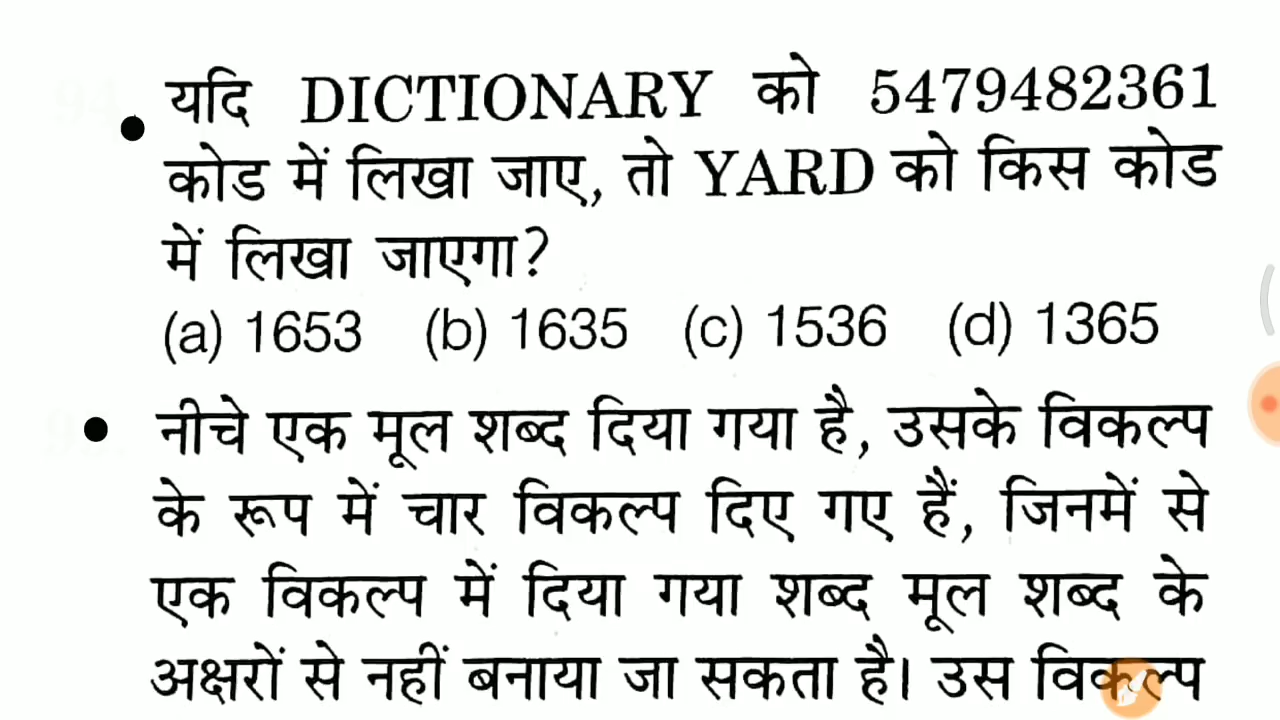 • यदि DICTIONARY को 5479482361
कोड में लिखा जाए, तो YARD को किस कोड
में लिखा जाएगा?
(a) 1653 (b) 1635 (c) 1536 (d) 1365
• नीचे एक मूल शब्द दिया गया है, उसके विकल्प
के रूप में चार विकल्प दिए गए हैं, जिनमें से
एक विकल्प में दिया गया शब्द मूल शब्द के
अक्षरों से नहीं बनाया जा सकता है। उस विकल्प